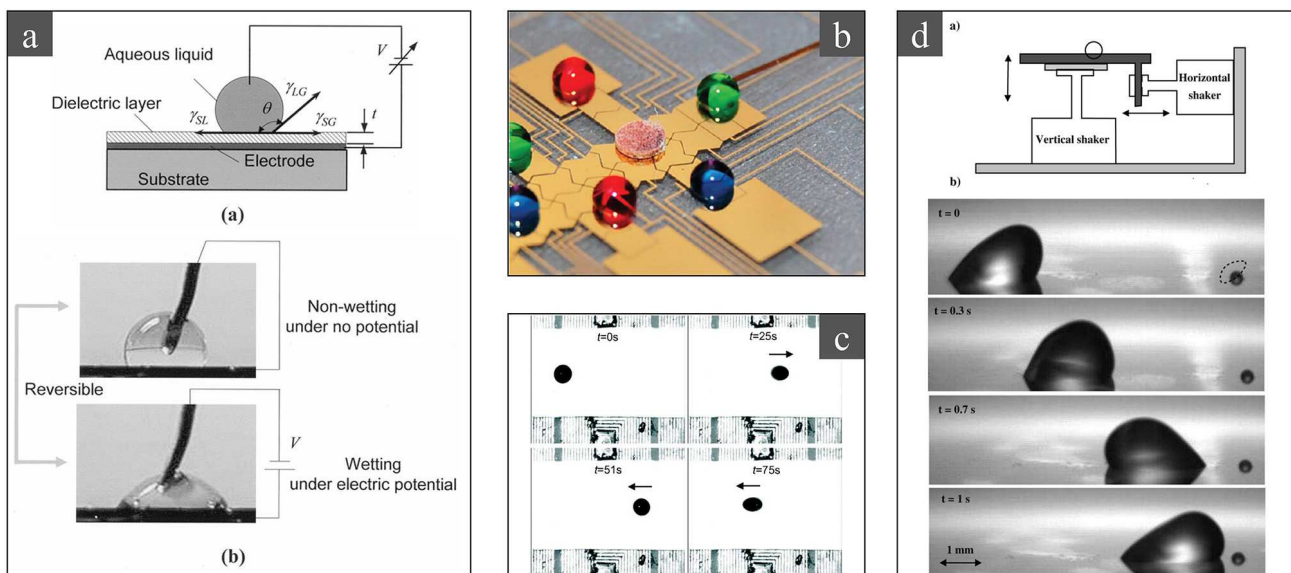 a
Aqueous liquid
V
Dielectric layer
γLG
θ
t
γSL
γSG
Electrode
Substrate
(a)
Non-wetting
under no potential
Reversible
V
Wetting
under electric potential
(b)
b
c
t=0s
t=25s
t=51s
t=75s
d
a)
Horizontal
shaker
Vertical shaker
b)
t = 0
t = 0.3 s
t = 0.7 s
t = 1 s
1 mm